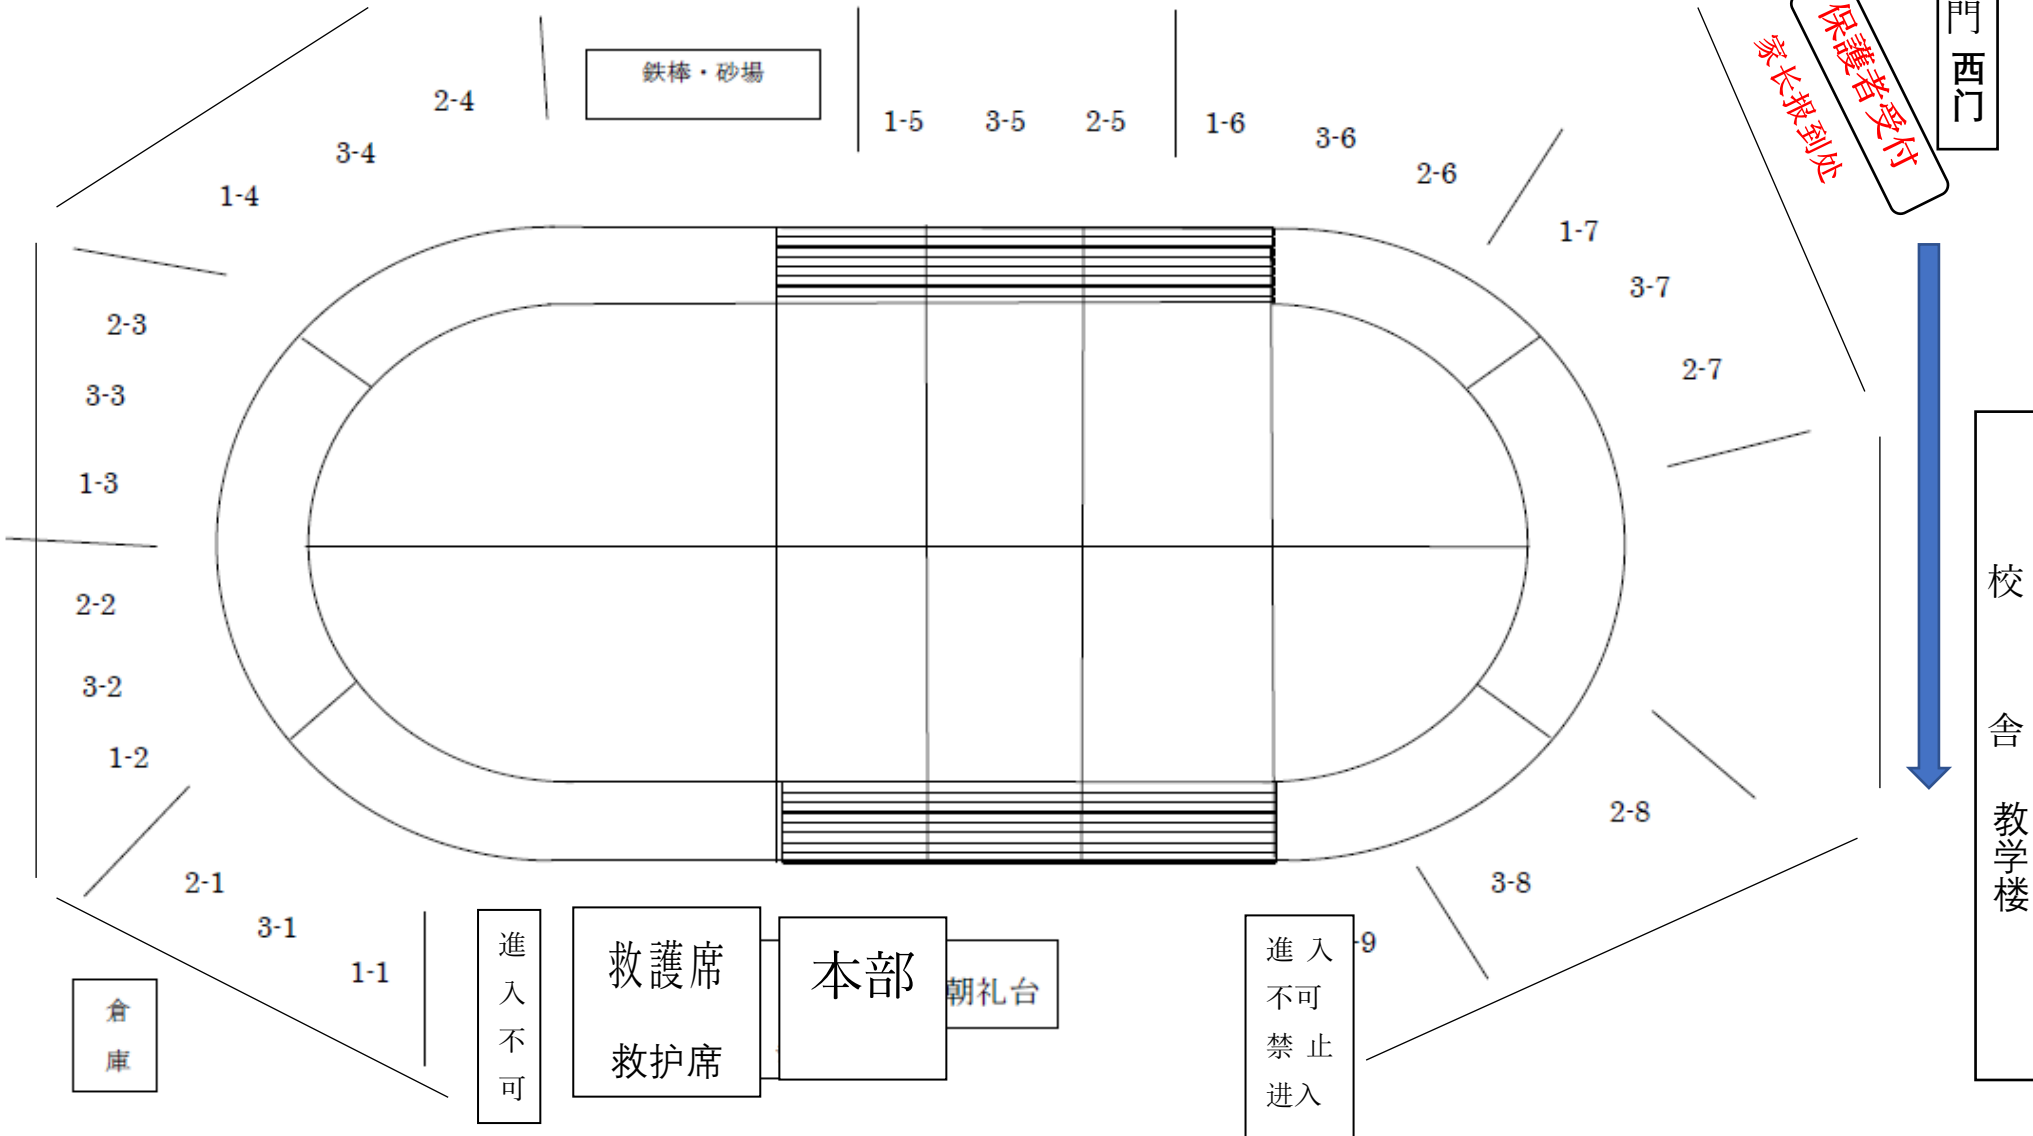 鉄棒・砂場
門 西门
保護者受付
家长报到处
2-4
3-4
1-4
1-5 3-5 2-5 1-6
3-6
2-6
1-7
3-7
2-7
2-3
3-3
1-3
2-2
3-2
1-2
2-1
3-1
1-1
倉
庫
進
入
不
可
救護席
救护席
本部
朝礼台
進入
不可
禁止
进入
-9
3-8
2-8
校
舎
教学楼